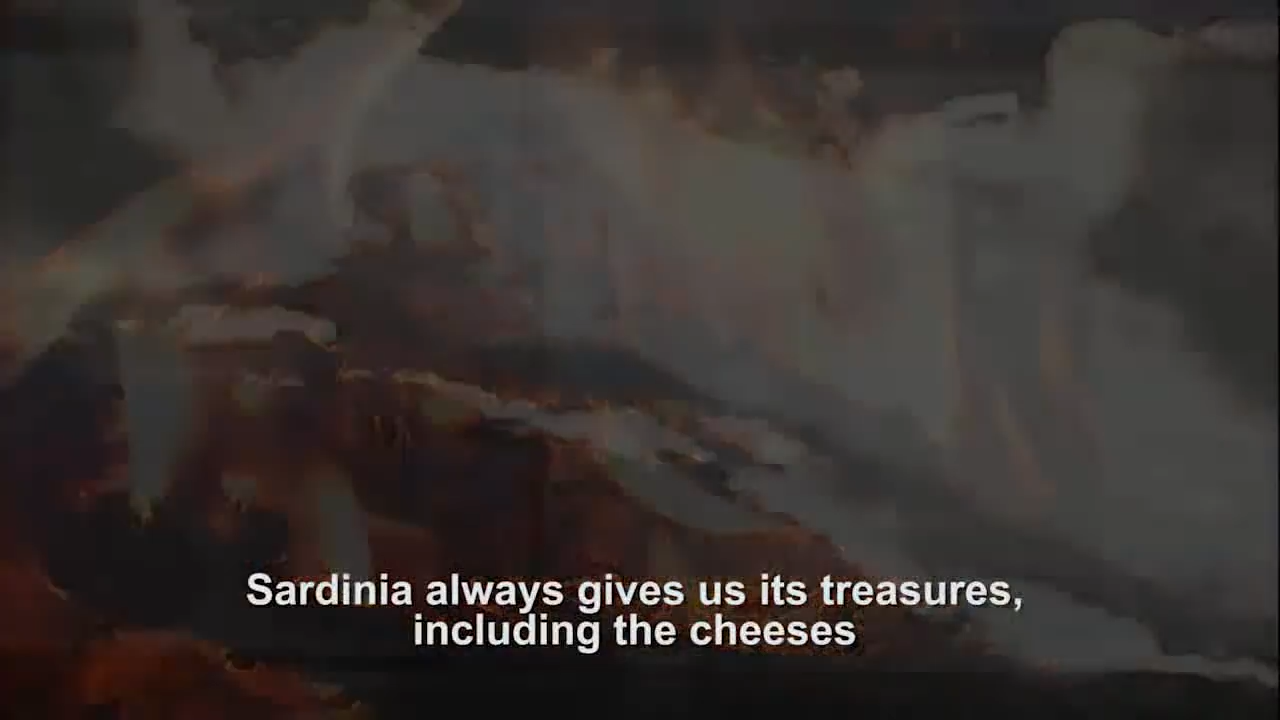 Sardinia always gives us its treasures,
including the cheeses